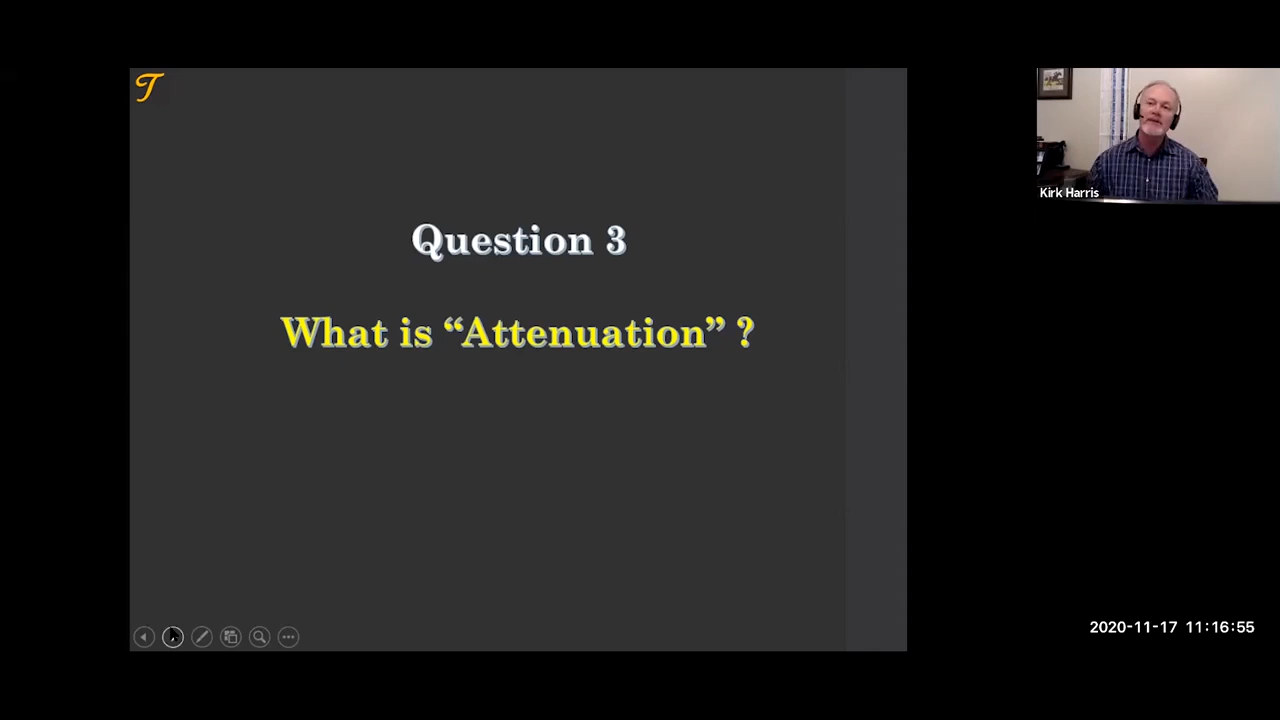 T
Question 3
What is “Attenuation” ?
Kirk Harris
2020-11-17 11:16:55